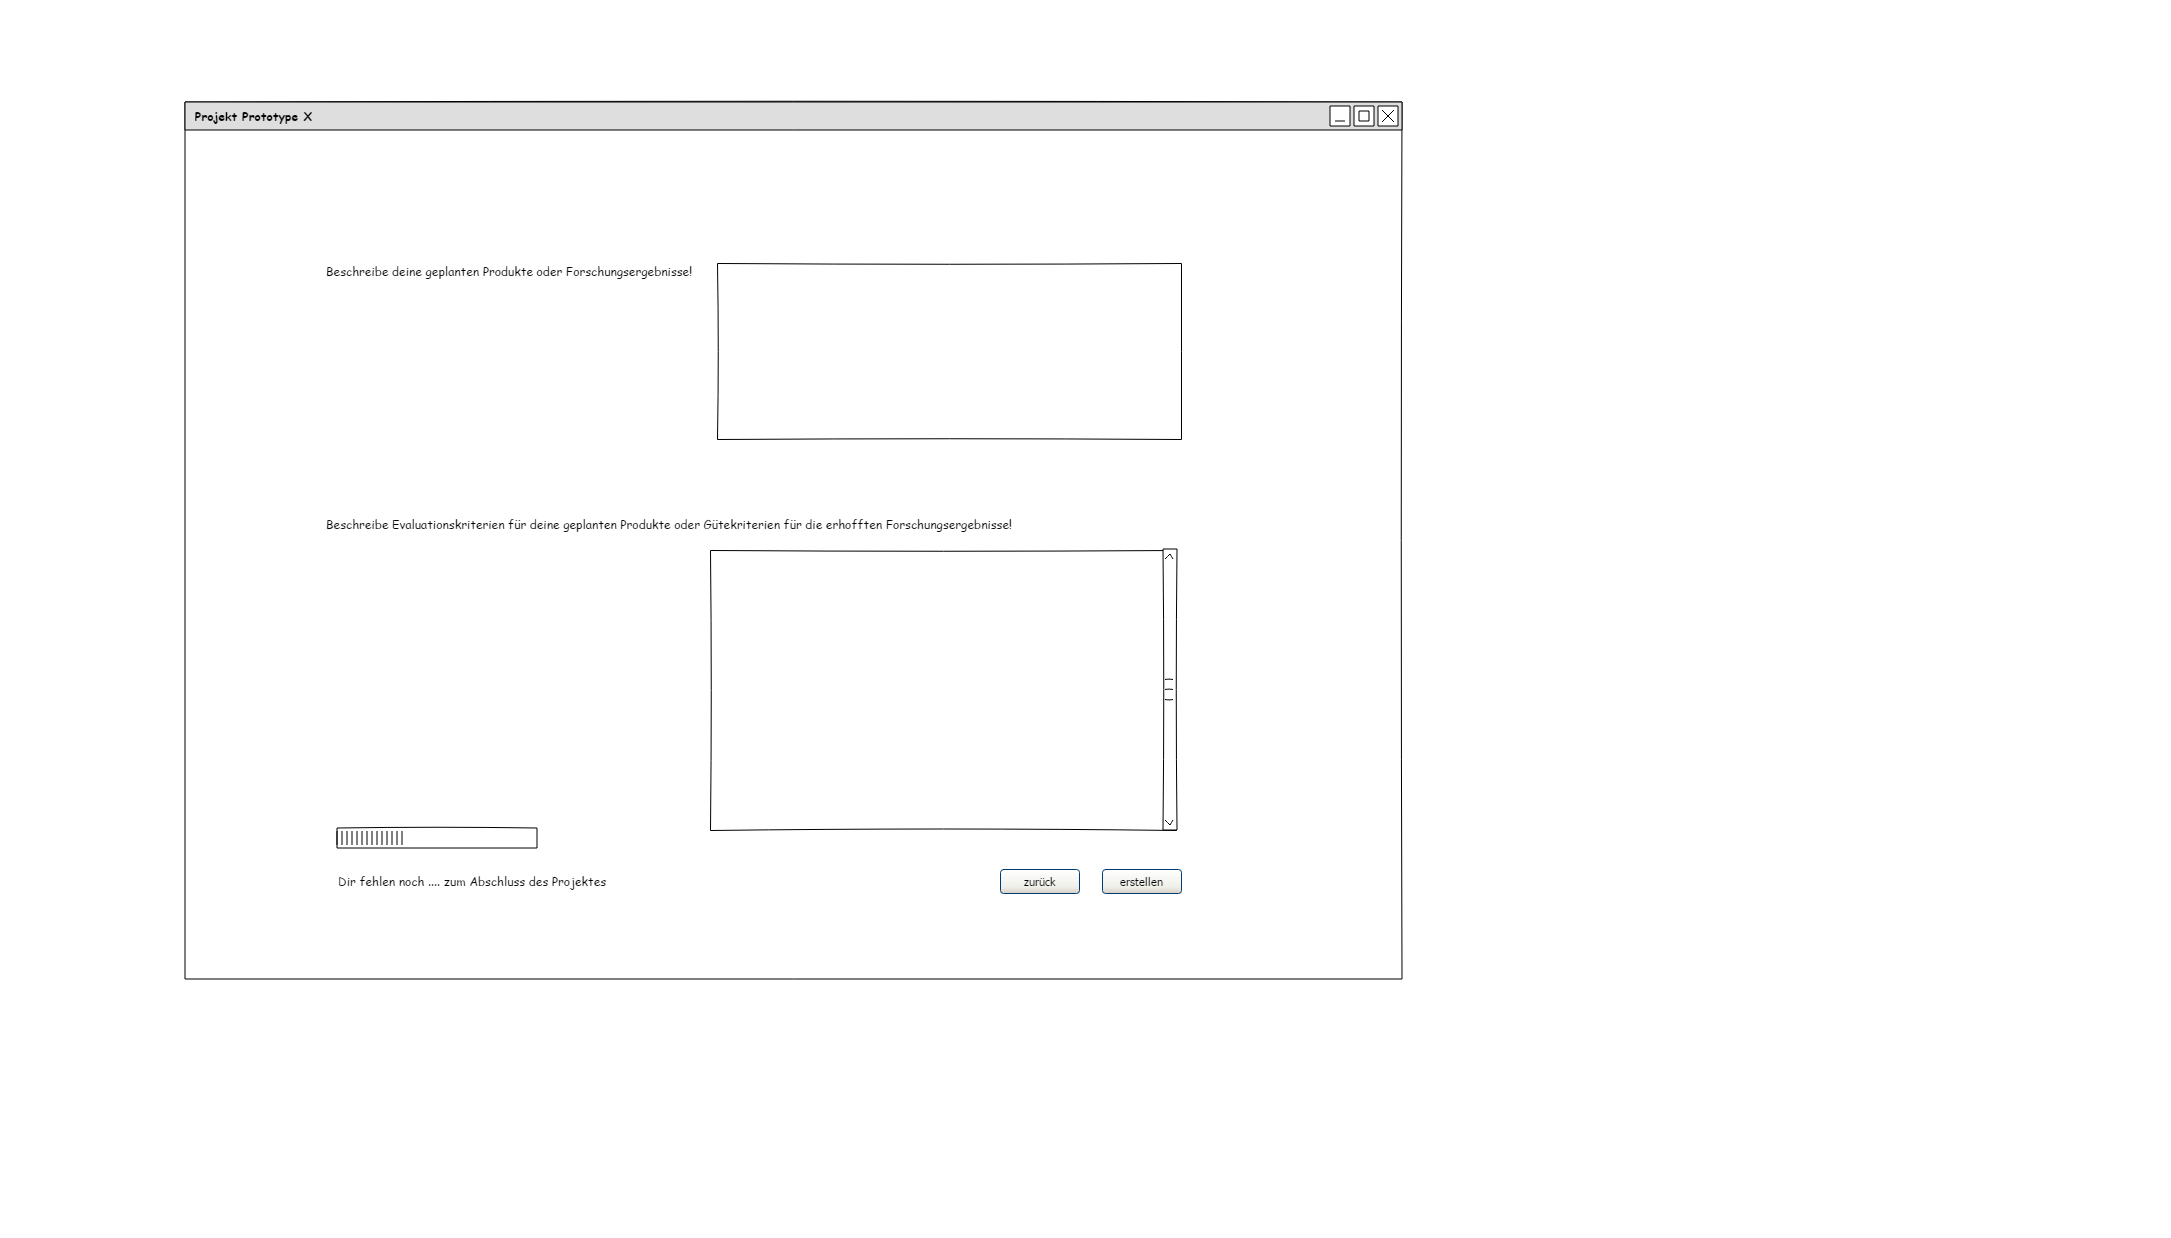 Projekt Prototype X
Beschreibe deine geplanten Produkte oder Forschungsergebnisse!
Beschreibe Evaluationskriterien für deine geplanten Produkte oder Gütekriterien für die erhofften Forschungsergebnisse!
Dir fehlen noch .... zum Abschluss des Projektes
zurück
erstellen